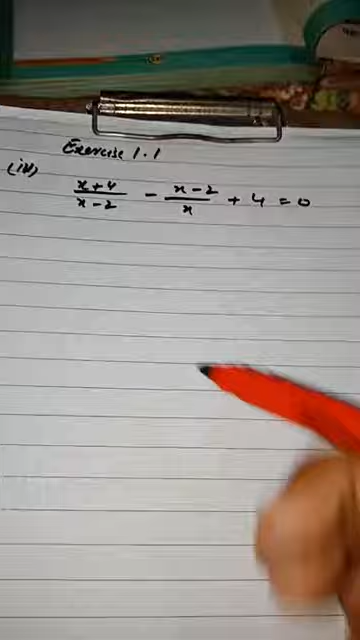 Exercise 1.1
(iv)
x+4/x-2 - x-2/x + 4 = 0